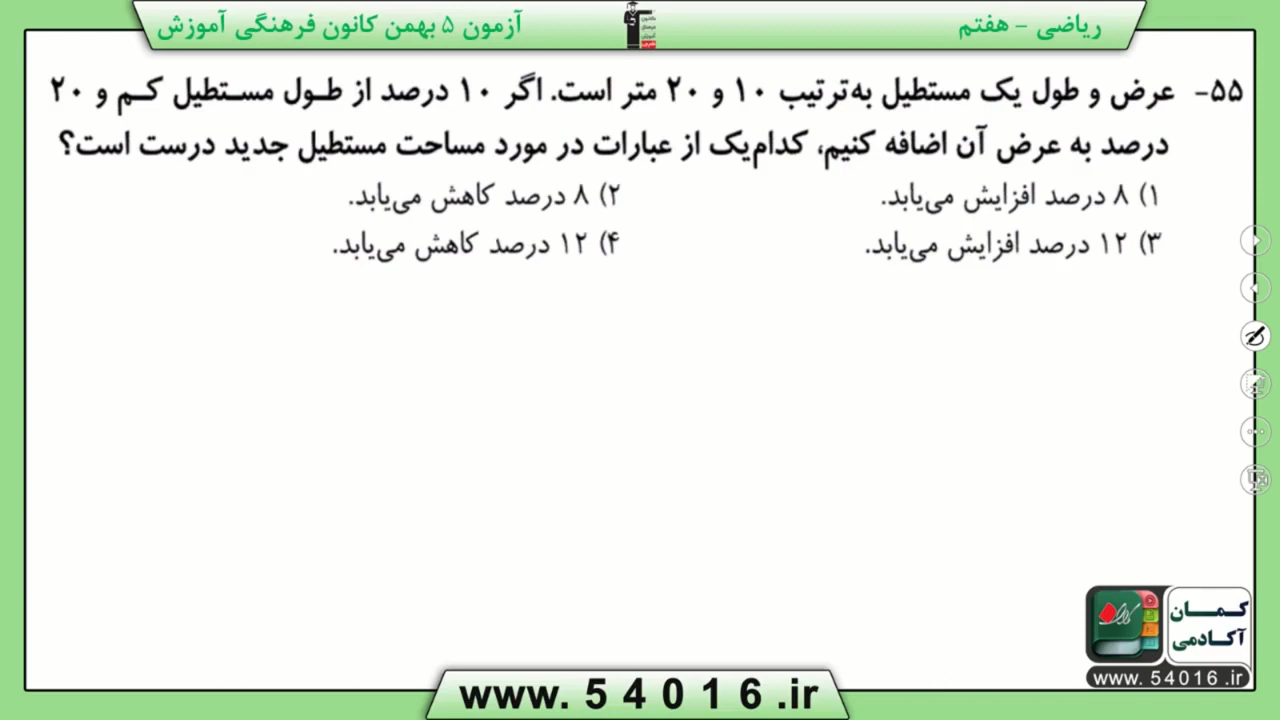 ریاضی - هفتم
آزمون ۵ بهمن کانون فرهنگی آموزش
۵۵- عرض و طول یک مستطیل به‌ترتیب ۱۰ و ۲۰ متر است. اگر ۱۰ درصد از طول مستطیل کم و ۲۰
درصد به عرض آن اضافه کنیم، کدام‌یک از عبارات در مورد مساحت مستطیل جدید درست است؟
۱) ۸ درصد افزایش می‌یابد.
۲) ۸ درصد کاهش می‌یابد.
۳) ۱۲ درصد افزایش می‌یابد.
۴) ۱۲ درصد کاهش می‌یابد.
کمان
آکادمی
www. 54016 .ir
www. 5 4 0 1 6 .ir